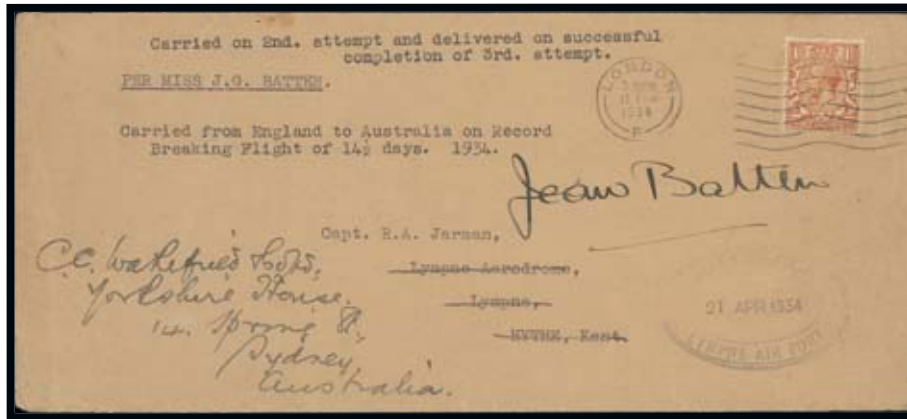 Carried on 2nd. attempt and delivered on successful
completion of 3rd. attempt.
PER MISS J.G. BATTEN.
LONDON
1934
F
Carried from England to Australia on Record
Breaking Flight of 14½ days. 1934.
Jean Batten
Capt. R.A. Jarman,
Lympne Aerodrome,
Lympne,
HYTHE, Kent.
C.C. Wakefield & Co Ld.,
Yorkshire House.
14. Spring St,
Sydney
Australia.
21 APR 1934
LYMPNE AIR PORT